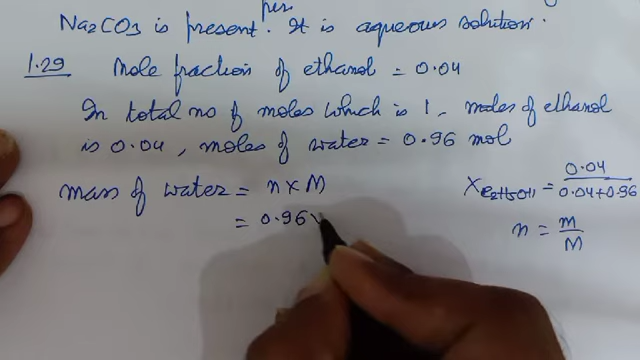 per
Na2CO3 is present. It is aqueous solution.
1.29 Mole fraction of ethanol = 0.04
In total no of moles which is 1, moles of ethanol
is 0.04, moles of water = 0.96 mol
mass of water = n × M
= 0.96 ×
X C2H5OH = 0.04 / 0.04+0.96
n = m / M